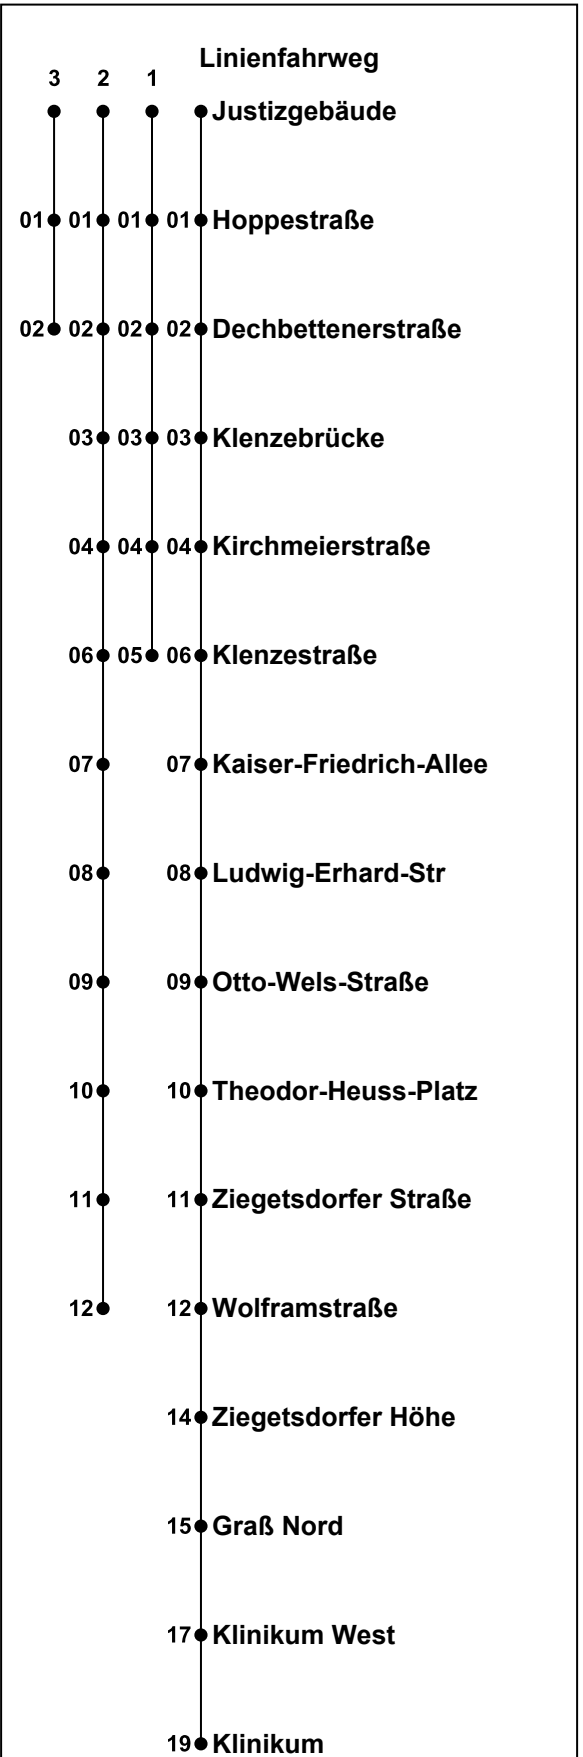 Linienfahrweg
3 2 1
Justizgebäude
01 01 01 01 Hoppestraße
02 02 02 02 Dechbettenerstraße
03 03 03 Klenzebrücke
04 04 04 Kirchmeierstraße
06 05 06 Klenzestraße
07 07 Kaiser-Friedrich-Allee
08 08 Ludwig-Erhard-Str
09 09 Otto-Wels-Straße
10 10 Theodor-Heuss-Platz
11 11 Ziegetsdorfer Straße
12 12 Wolframstraße
14 Ziegetsdorfer Höhe
15 Graß Nord
17 Klinikum West
19 Klinikum